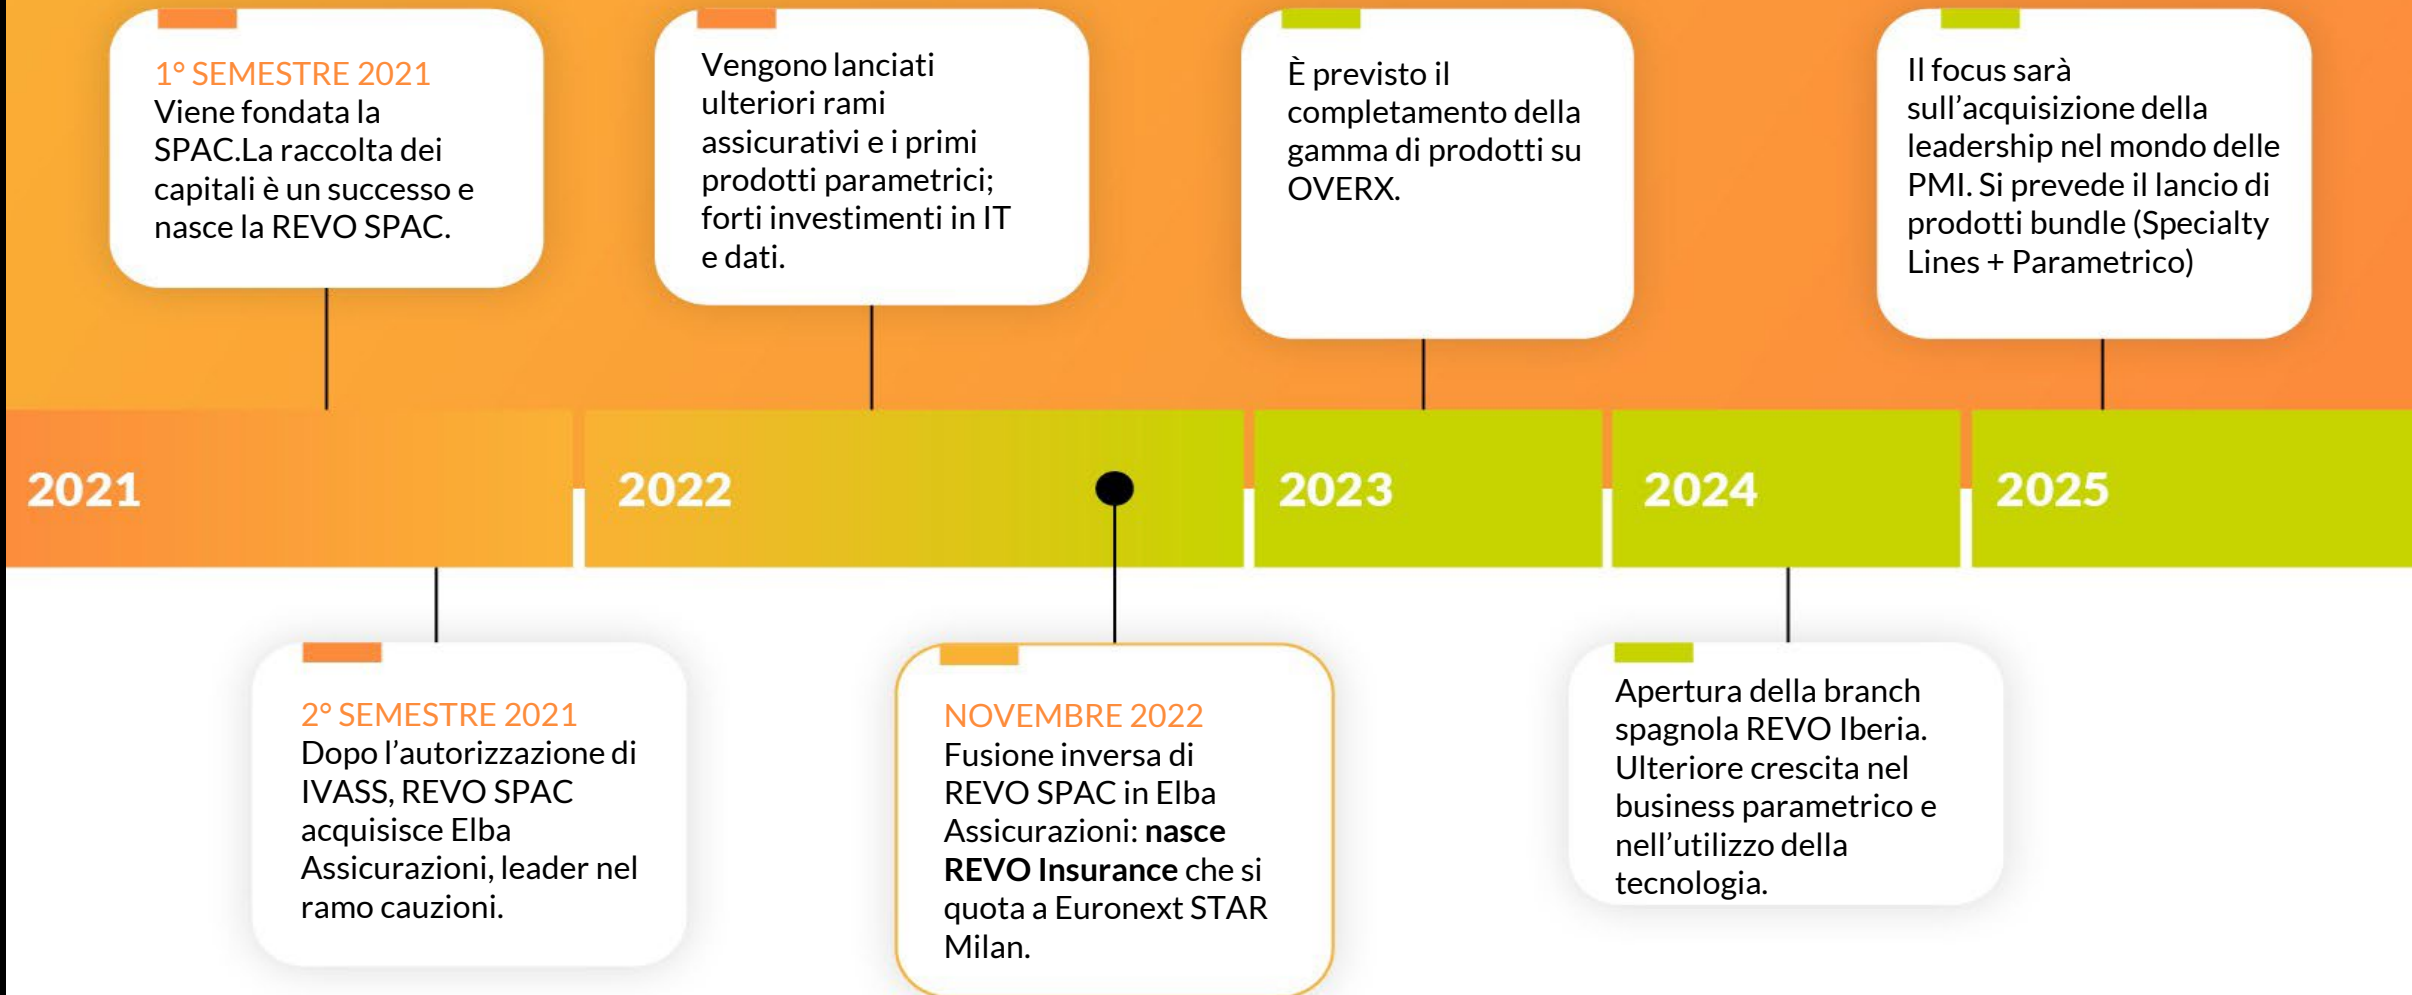 1° SEMESTRE 2021
Viene fondata la
SPAC.La raccolta dei
capitali è un successo e
nasce la REVO SPAC.
Vengono lanciati
ulteriori rami
assicurativi e i primi
prodotti parametrici;
forti investimenti in IT
e dati.
È previsto il
completamento della
gamma di prodotti su
OVERX.
Il focus sarà
sull’acquisizione della
leadership nel mondo delle
PMI. Si prevede il lancio di
prodotti bundle (Specialty
Lines + Parametrico)
2021
2022
2023
2024
2025
2° SEMESTRE 2021
Dopo l’autorizzazione di
IVASS, REVO SPAC
acquisisce Elba
Assicurazioni, leader nel
ramo cauzioni.
NOVEMBRE 2022
Fusione inversa di
REVO SPAC in Elba
Assicurazioni: nasce
REVO Insurance che si
quota a Euronext STAR
Milan.
Apertura della branch
spagnola REVO Iberia.
Ulteriore crescita nel
business parametrico e
nell’utilizzo della
tecnologia.